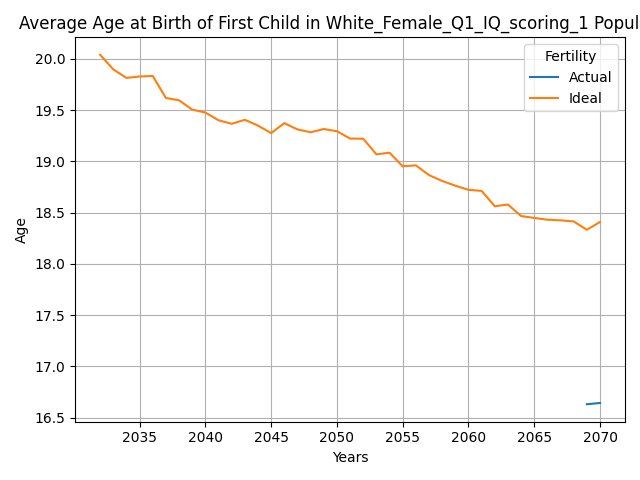 Average Age at Birth of First Child in White_Female_Q1_IQ_scoring_1 Popul
Fertility
Actual
Ideal
Age
20.0
19.5
19.0
18.5
18.0
17.5
17.0
16.5
2035 2040 2045 2050 2055 2060 2065 2070
Years